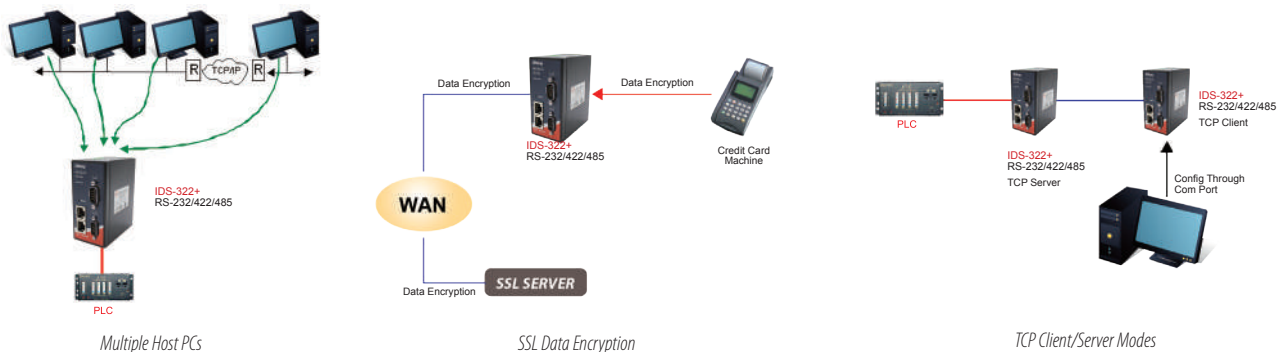 R
TCP/IP
R
IDS-322+
RS-232/422/485
PLC
Multiple Host PCs
Data Encryption
Data Encryption
IDS-322+
RS-232/422/485
Credit Card
Machine
WAN
Data Encryption
SSL SERVER
SSL Data Encryption
PLC
IDS-322+
RS-232/422/485
TCP Server
IDS-322+
RS-232/422/485
TCP Client
Config Through
Com Port
TCP Client/Server Modes